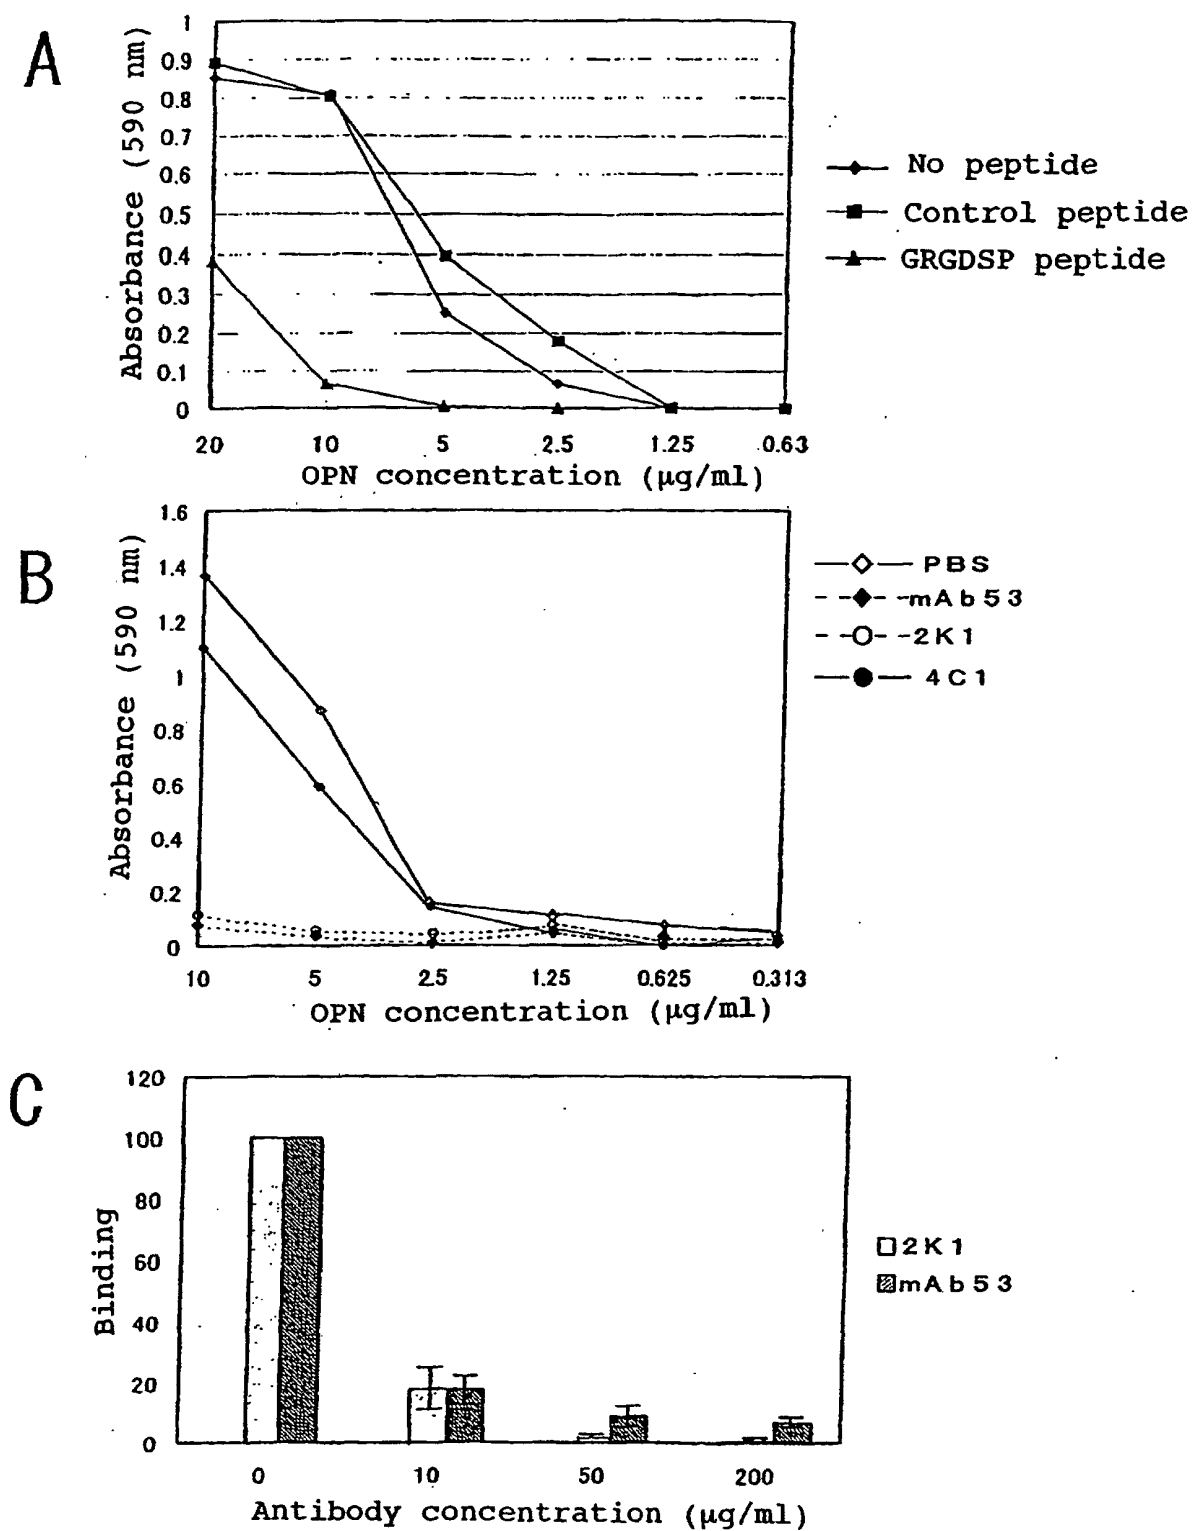 A
Absorbance (590 nm)
1
0.9
0.8
0.7
0.6
0.5
0.4
0.3
0.2
0.1
0
20 10 5 2.5 1.25 0.63
OPN concentration (μg/ml)
No peptide
Control peptide
GRGDSP peptide
B
Absorbance (590 nm)
1.6
1.4
1.2
1
0.8
0.6
0.4
0.2
0
10 5 2.5 1.25 0.625 0.313
OPN concentration (μg/ml)
PBS
mAb53
2K1
4C1
C
Binding
120
100
80
60
40
20
0
0 10 50 200
Antibody concentration (μg/ml)
2K1
mAb53